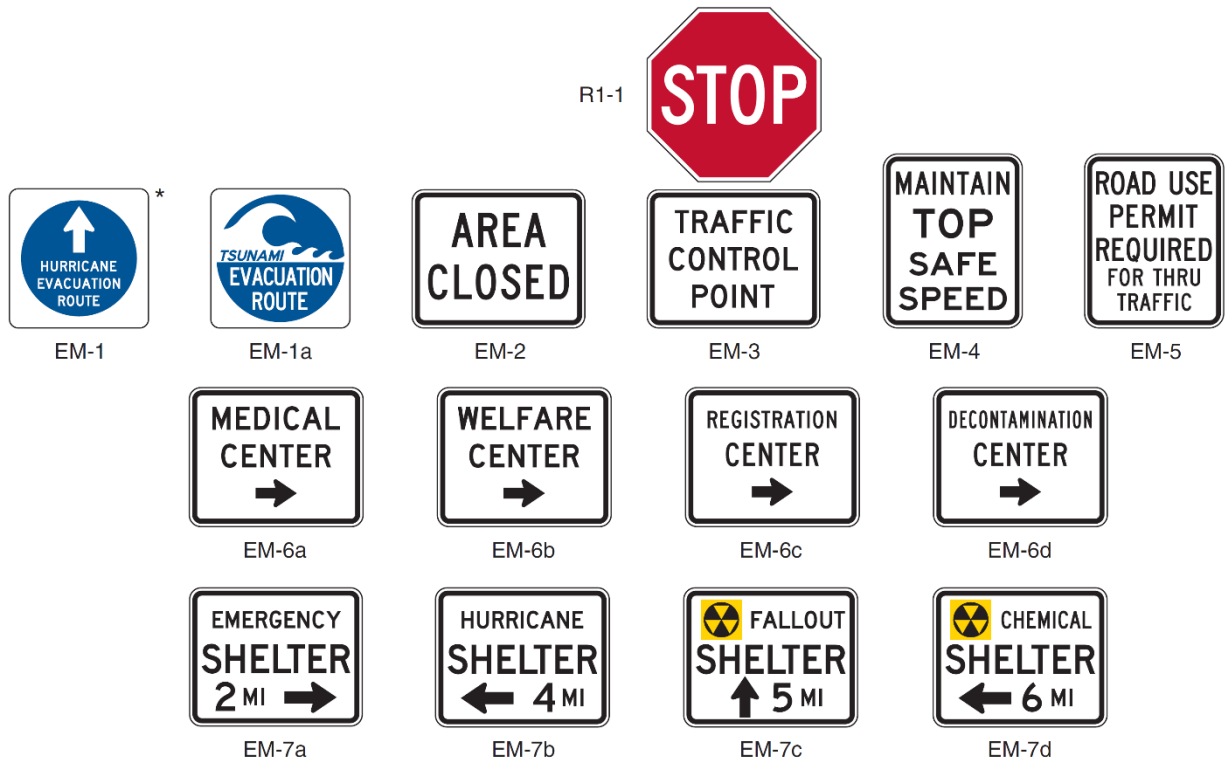 R1-1
STOP
*
HURRICANE
EVACUATION
ROUTE
EM-1
TSUNAMI
EVACUATION
ROUTE
EM-1a
AREA
CLOSED
EM-2
TRAFFIC
CONTROL
POINT
EM-3
MAINTAIN
TOP
SAFE
SPEED
EM-4
ROAD USE
PERMIT
REQUIRED
FOR THRU
TRAFFIC
EM-5
MEDICAL
CENTER
EM-6a
WELFARE
CENTER
EM-6b
REGISTRATION
CENTER
EM-6c
DECONTAMINATION
CENTER
EM-6d
EMERGENCY
SHELTER
2 MI
EM-7a
HURRICANE
SHELTER
4 MI
EM-7b
FALLOUT
SHELTER
5 MI
EM-7c
CHEMICAL
SHELTER
6 MI
EM-7d